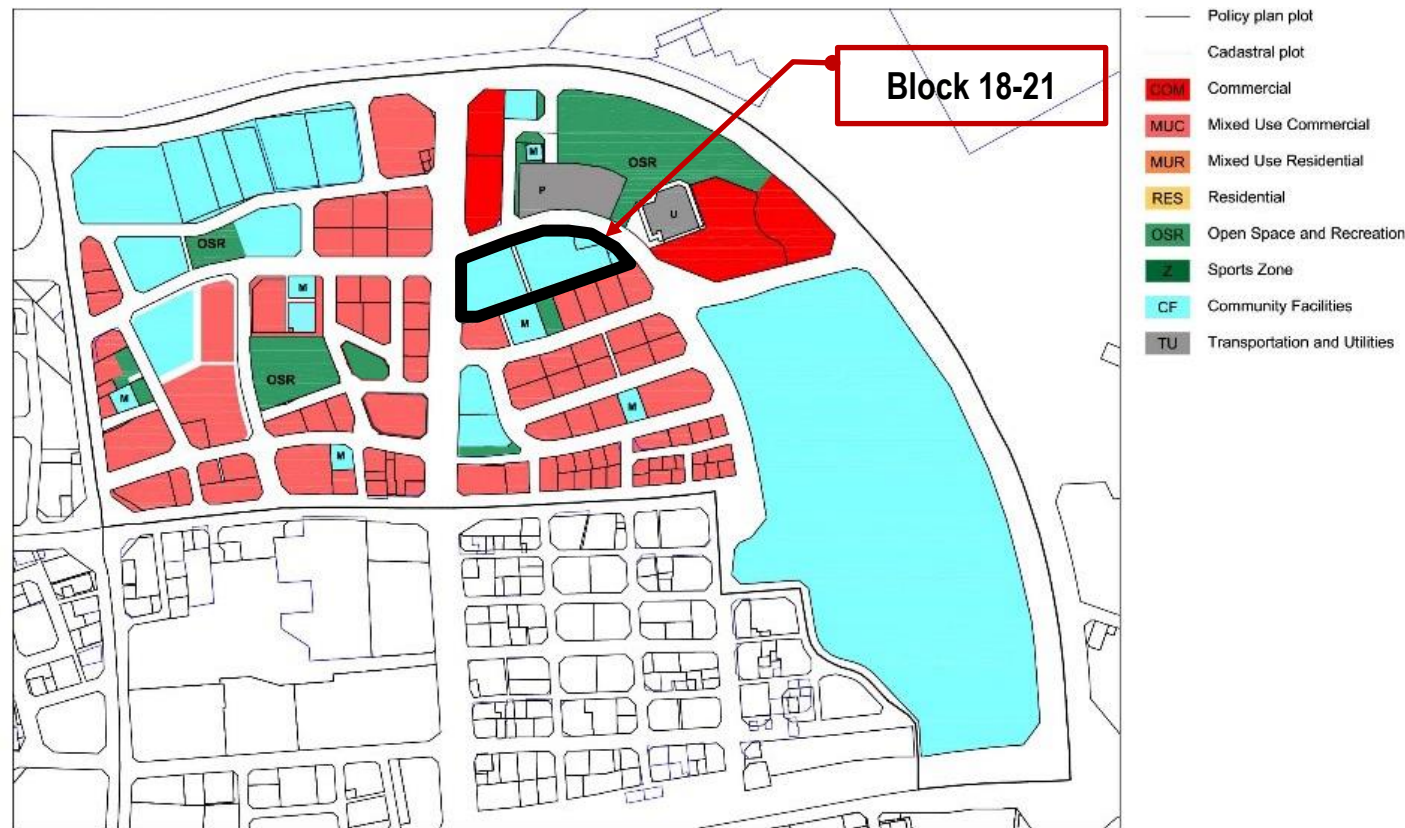 Block 18-21
OSR
M
P
U
OSR
M
M
OSR
M
M
M
Policy plan plot
Cadastral plot
COM Commercial
MUC Mixed Use Commercial
MUR Mixed Use Residential
RES Residential
OSR Open Space and Recreation
Z Sports Zone
CF Community Facilities
TU Transportation and Utilities